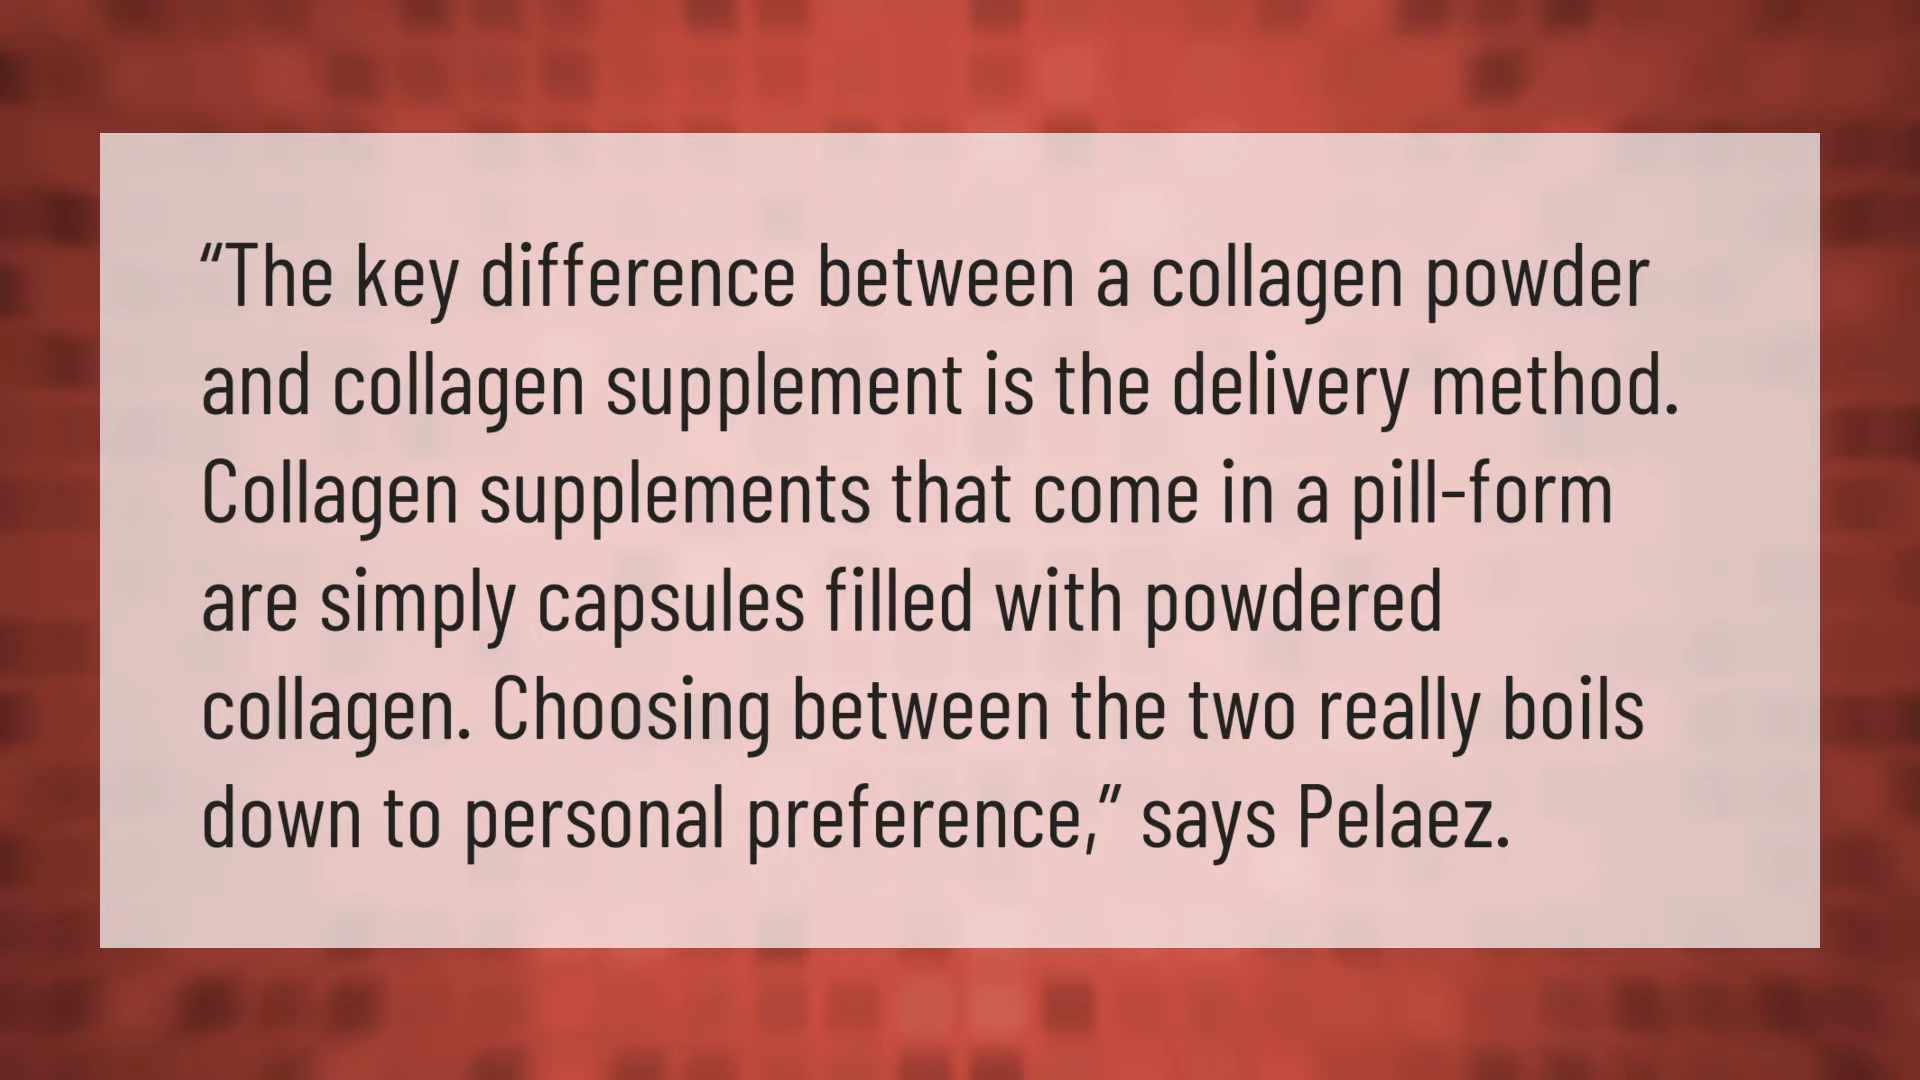 “The key difference between a collagen powder
and collagen supplement is the delivery method.
Collagen supplements that come in a pill-form
are simply capsules filled with powdered
collagen. Choosing between the two really boils
down to personal preference,” says Pelaez.